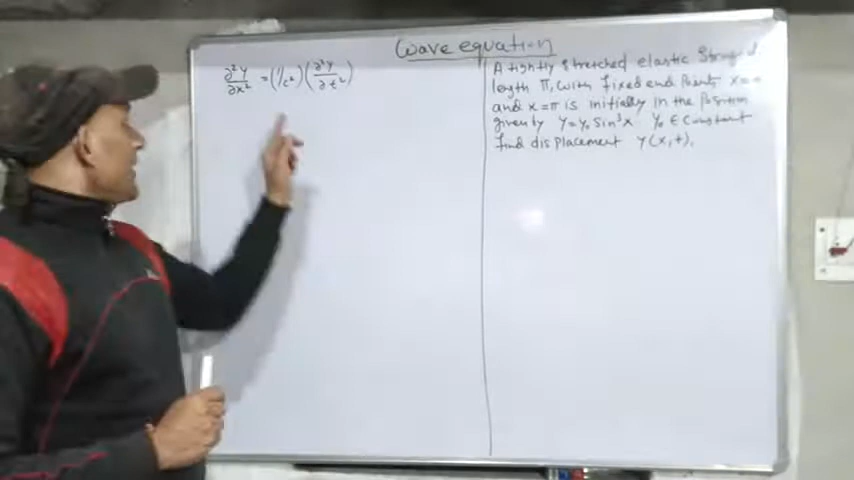 Wave equation
∂²y/∂x² = (1/c²)(∂²y/∂t²)
A tightly stretched elastic String of
length π, with fixed end Points x=0
and x=π is initially in the Position
given by y=y₀ Sin³x y₀ ∈ Constant
find displacement y(x,t).